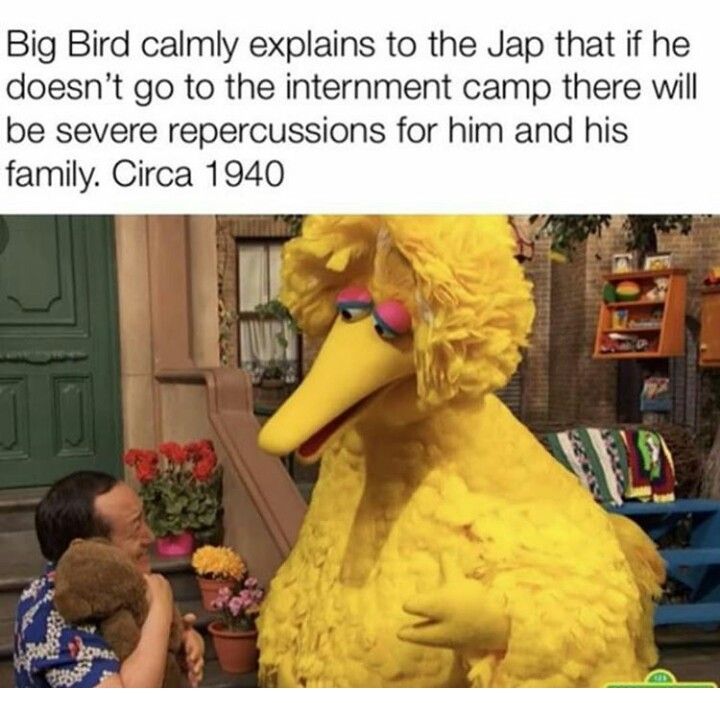 Big Bird calmly explains to the Jap that if he
doesn't go to the internment camp there will
be severe repercussions for him and his
family. Circa 1940